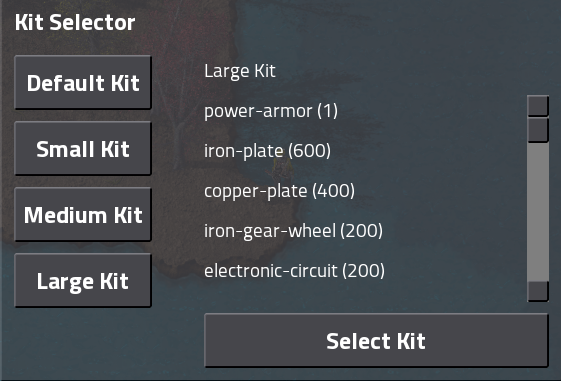 Kit Selector
Default Kit
Small Kit
Medium Kit
Large Kit
Large Kit
power-armor (1)
iron-plate (600)
copper-plate (400)
iron-gear-wheel (200)
electronic-circuit (200)
Select Kit